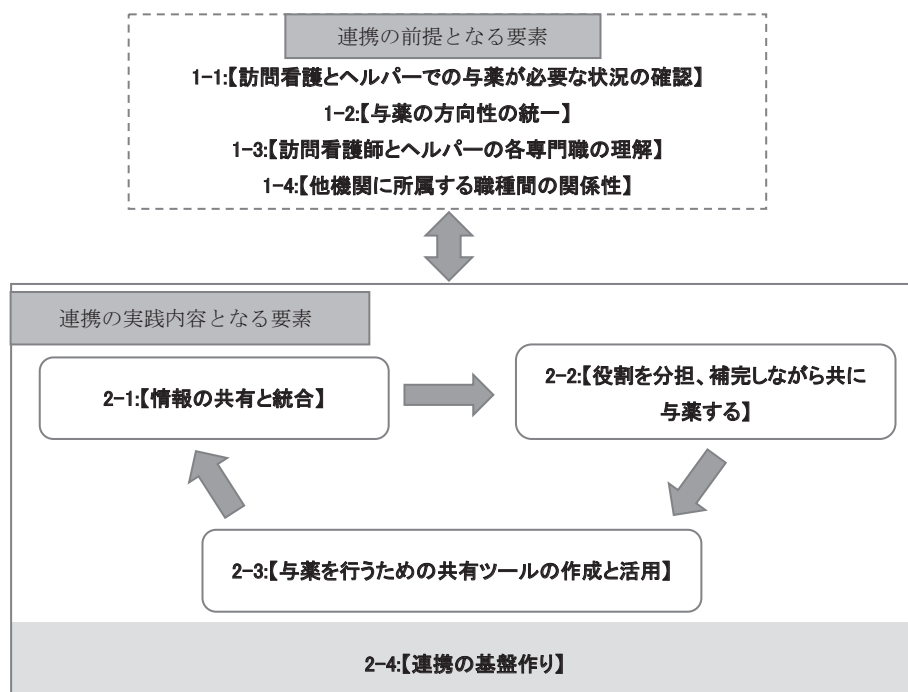 連携の前提となる要素
1-1:【訪問看護とヘルパーでの与薬が必要な状況の確認】
1-2:【与薬の方向性の統一】
1-3:【訪問看護師とヘルパーの各専門職の理解】
1-4:【他機関に所属する職種間の関係性】
連携の実践内容となる要素
2-1:【情報の共有と統合】
2-2:【役割を分担、補完しながら共に
与薬する】
2-3:【与薬を行うための共有ツールの作成と活用】
2-4:【連携の基盤作り】